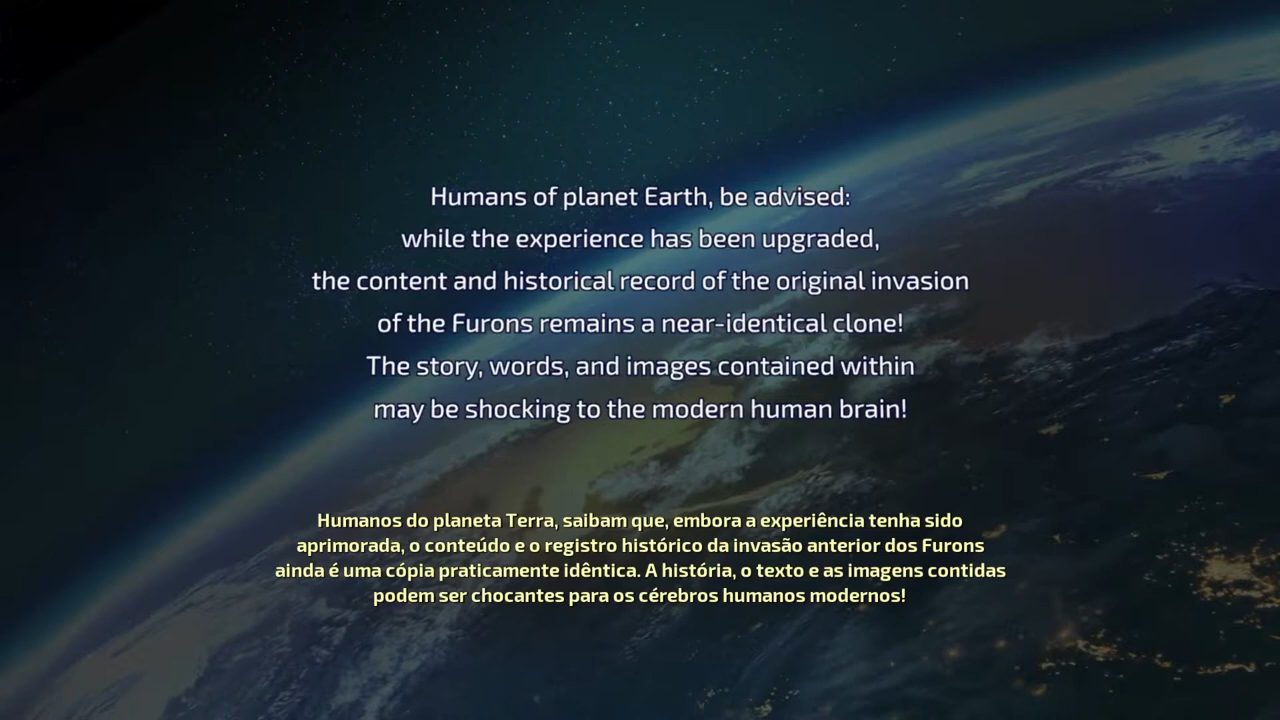 Humans of planet Earth, be advised:
while the experience has been upgraded,
the content and historical record of the original invasion
of the Furons remains a near-identical clone!
The story, words, and images contained within
may be shocking to the modern human brain!
Humanos do planeta Terra, saibam que, embora a experiência tenha sido
aprimorada, o conteúdo e o registro histórico da invasão anterior dos Furons
ainda é uma cópia praticamente idêntica. A história, o texto e as imagens contidas
podem ser chocantes para os cérebros humanos modernos!